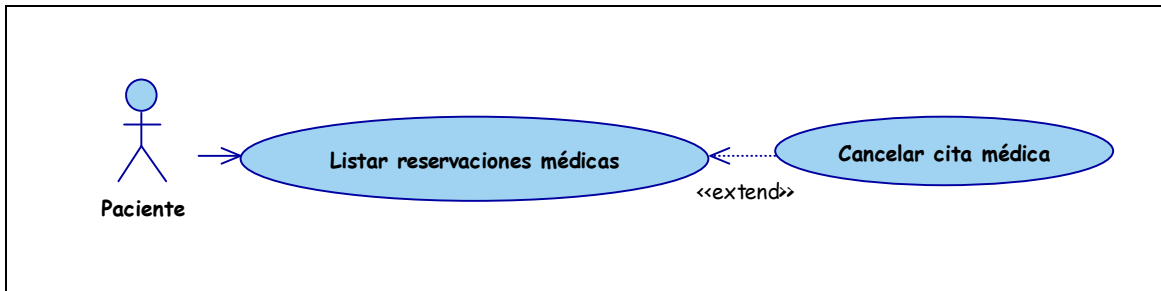 Listar reservaciones médicas
Cancelar cita médica
<<extend>>
Paciente